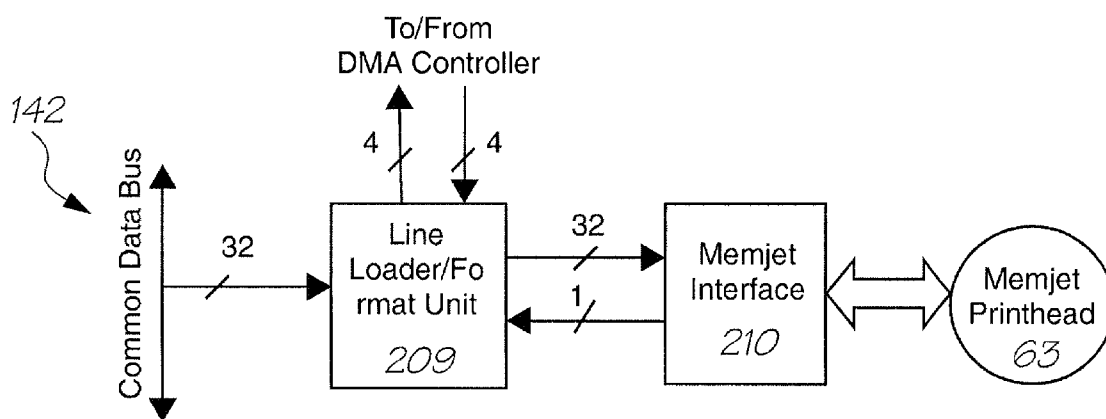 To/From
DMA Controller
142
4
4
Common Data Bus
32
Line
Loader/Fo
rmat Unit
209
32
1
Memjet
Interface
210
Memjet
Printhead
63